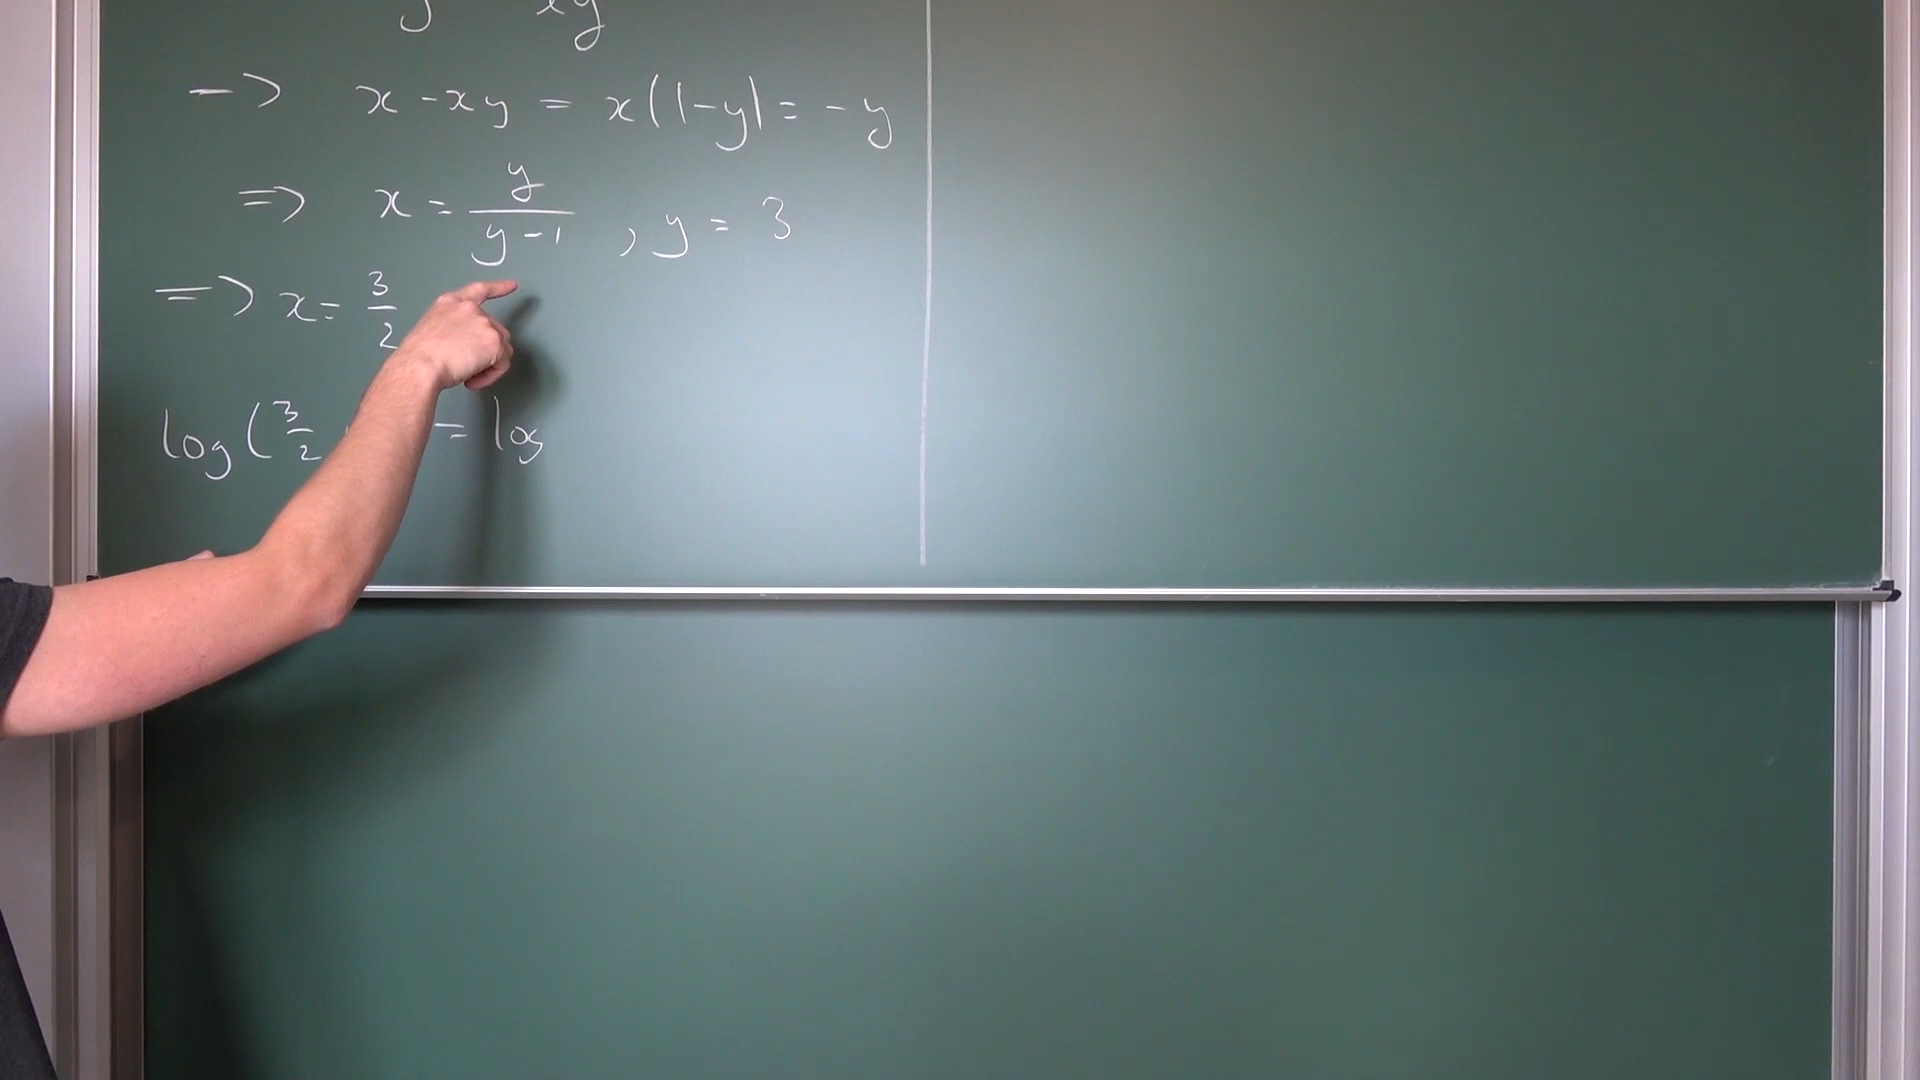 -> x - xy = x(1-y) = -y
=> x = y/(y-1) , y = 3
=> x = 3/2
log(3/2 = log